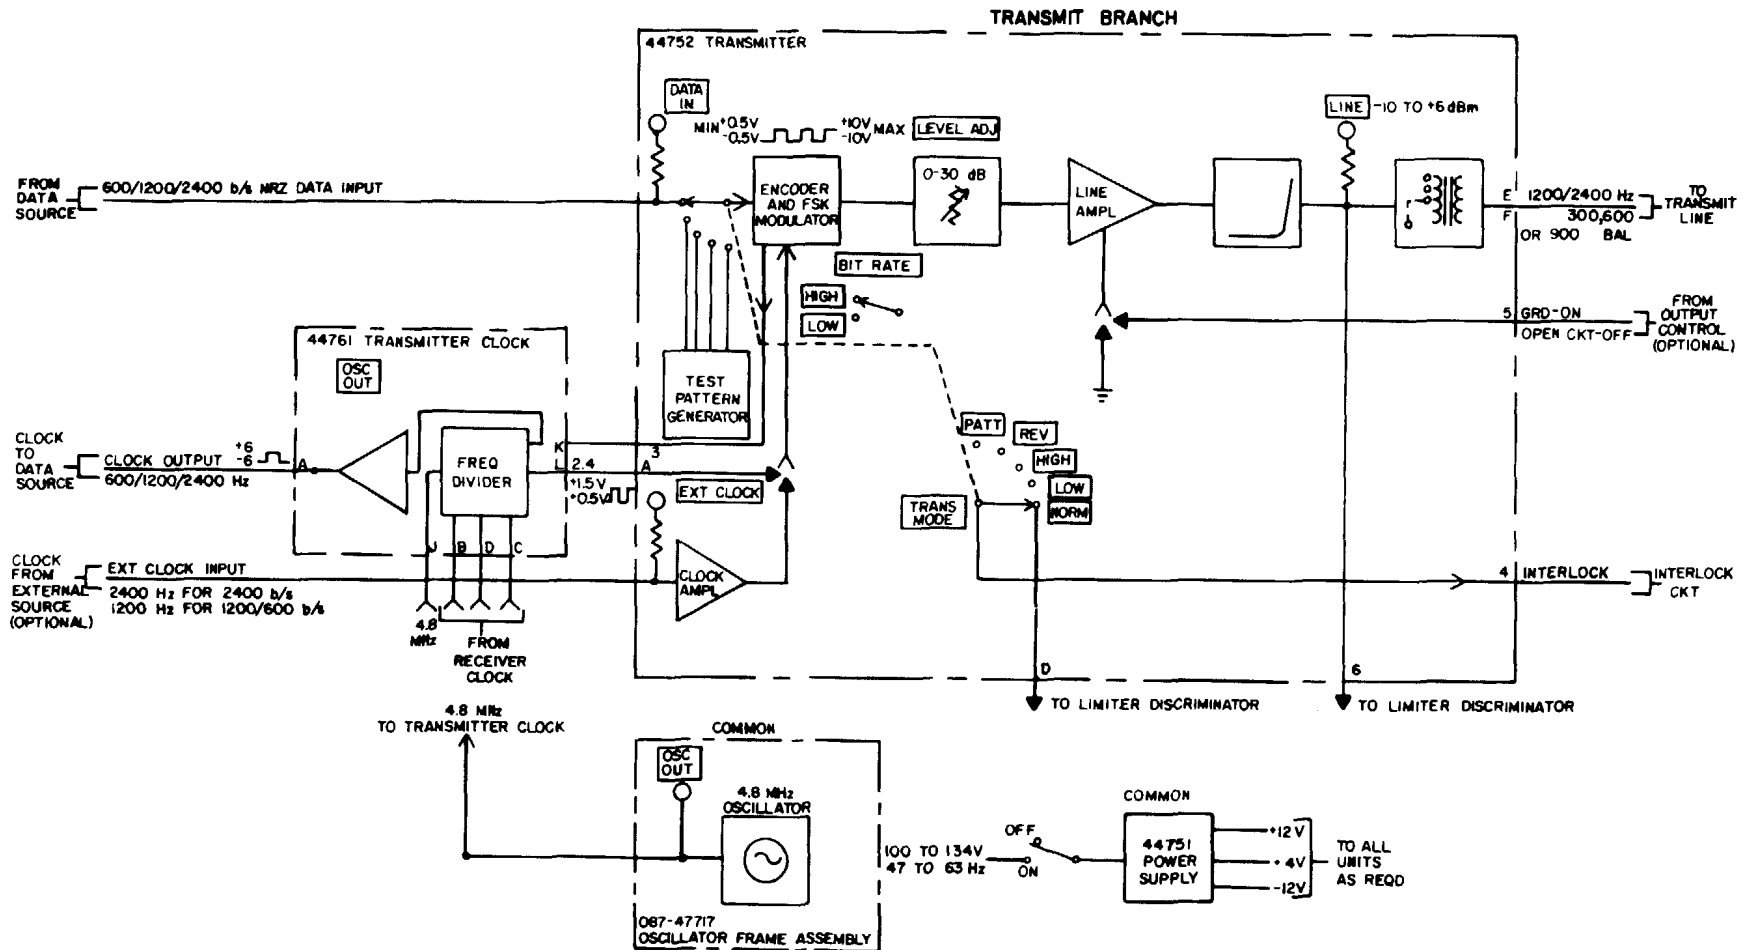 TRANSMIT BRANCH
44752 TRANSMITTER
DATA
IN
MIN +0.5V
-0.5V
+10V MAX
-10V
LEVEL ADJ
LINE
-10 TO +6dBm
FROM
DATA
SOURCE
600/1200/2400 b/s NRZ DATA INPUT
ENCODER
AND FSK
MODULATOR
0-30 dB
LINE
AMPL
E
F
1200/2400 Hz
300,600
OR 900 BAL
TO
TRANSMIT
LINE
BIT RATE
HIGH
LOW
5
GRD-ON
OPEN CKT-OFF
FROM
OUTPUT
CONTROL
(OPTIONAL)
44761 TRANSMITTER CLOCK
OSC
OUT
TEST
PATTERN
GENERATOR
CLOCK
TO
DATA
SOURCE
CLOCK OUTPUT
+6
-6
600/1200/2400 Hz
A
FREQ
DIVIDER
K
L
2.4
+1.5V
+0.5V
3
A
EXT CLOCK
PATT
REV
HIGH
LOW
NORM
TRANS
MODE
J
B
D
C
CLOCK
FROM
EXTERNAL
SOURCE
(OPTIONAL)
EXT CLOCK INPUT
2400 Hz FOR 2400 b/s
1200 Hz FOR 1200/600 b/s
CLOCK
AMPL
4
INTERLOCK
INTERLOCK
CKT
4.8
MHz
FROM
RECEIVER
CLOCK
D
6
TO LIMITER DISCRIMINATOR
TO LIMITER DISCRIMINATOR
4.8 MHz
TO TRANSMITTER CLOCK
COMMON
OSC
OUT
4.8 MHz
OSCILLATOR
087-47717
OSCILLATOR FRAME ASSEMBLY
100 TO 134V
47 TO 63 Hz
OFF
ON
COMMON
44751
POWER
SUPPLY
+12V
+4V
-12V
TO ALL
UNITS
AS REQD